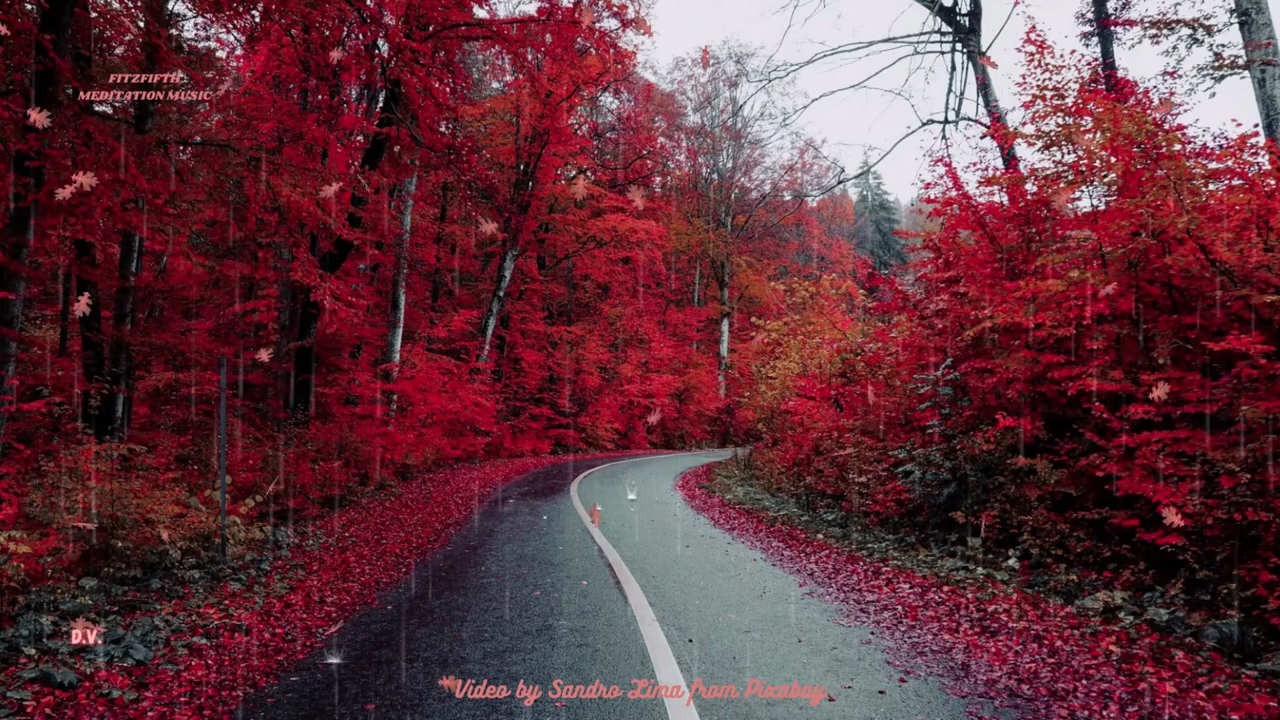 FITZFIFTH
MEDITATION MUSIC
D.V.
Video by Sandro Lima from Pixabay